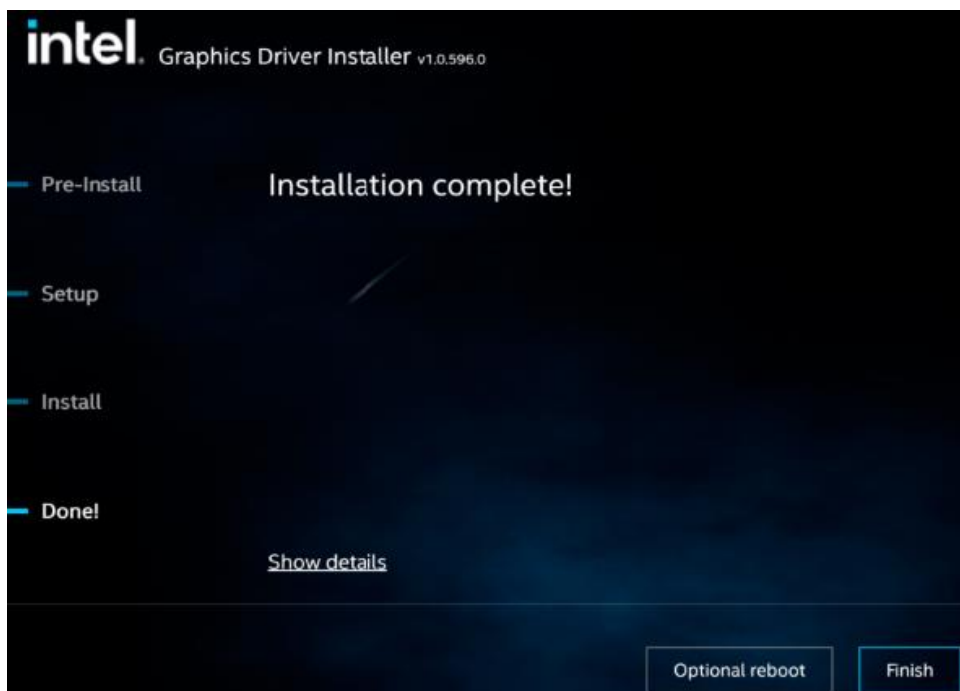 intel. Graphics Driver Installer v1.0.596.0
Pre-Install
Installation complete!
Setup
Install
Done!
Show details
Optional reboot
Finish